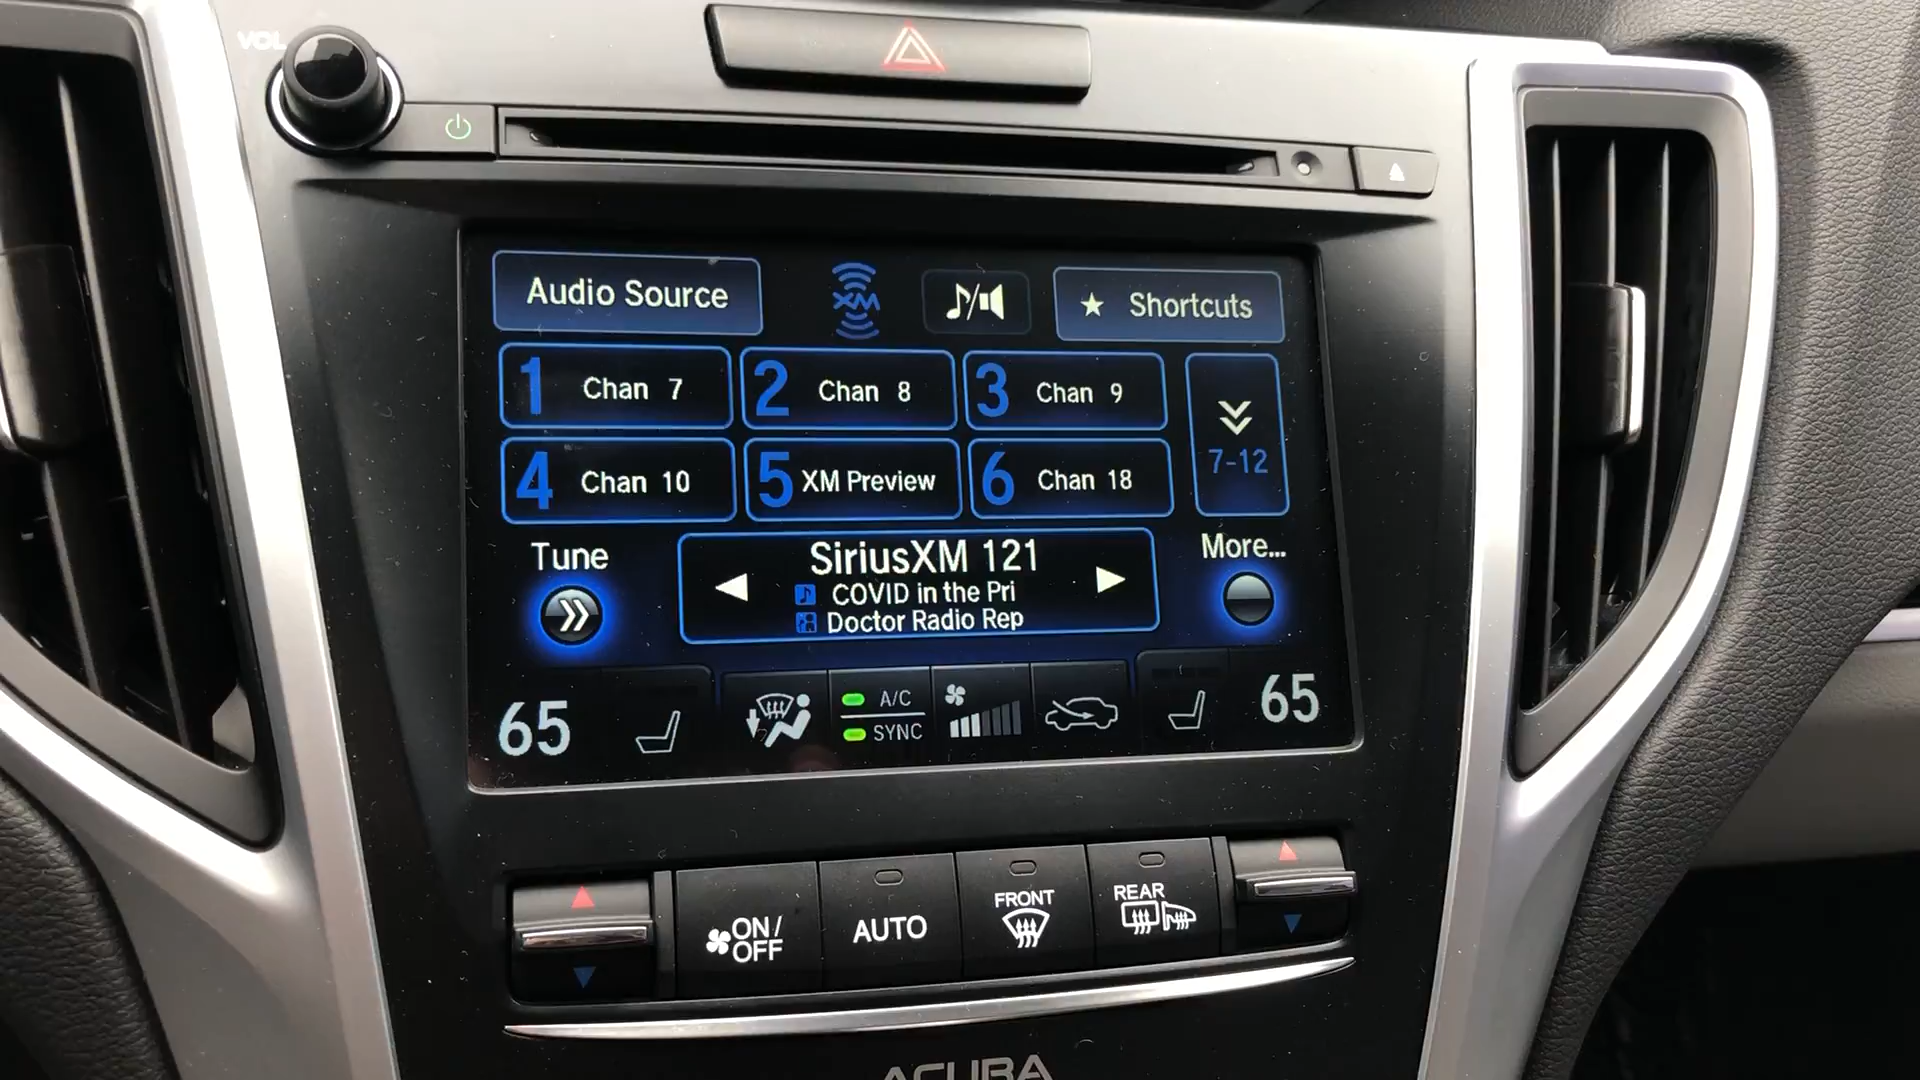 VOL
Audio Source
XM
Shortcuts
1 Chan 7
2 Chan 8
3 Chan 9
4 Chan 10
5 XM Preview
6 Chan 18
7-12
Tune
SiriusXM 121
COVID in the Pri
Doctor Radio Rep
More...
65
A/C
SYNC
65
ON/
OFF
AUTO
FRONT
REAR
ACURA